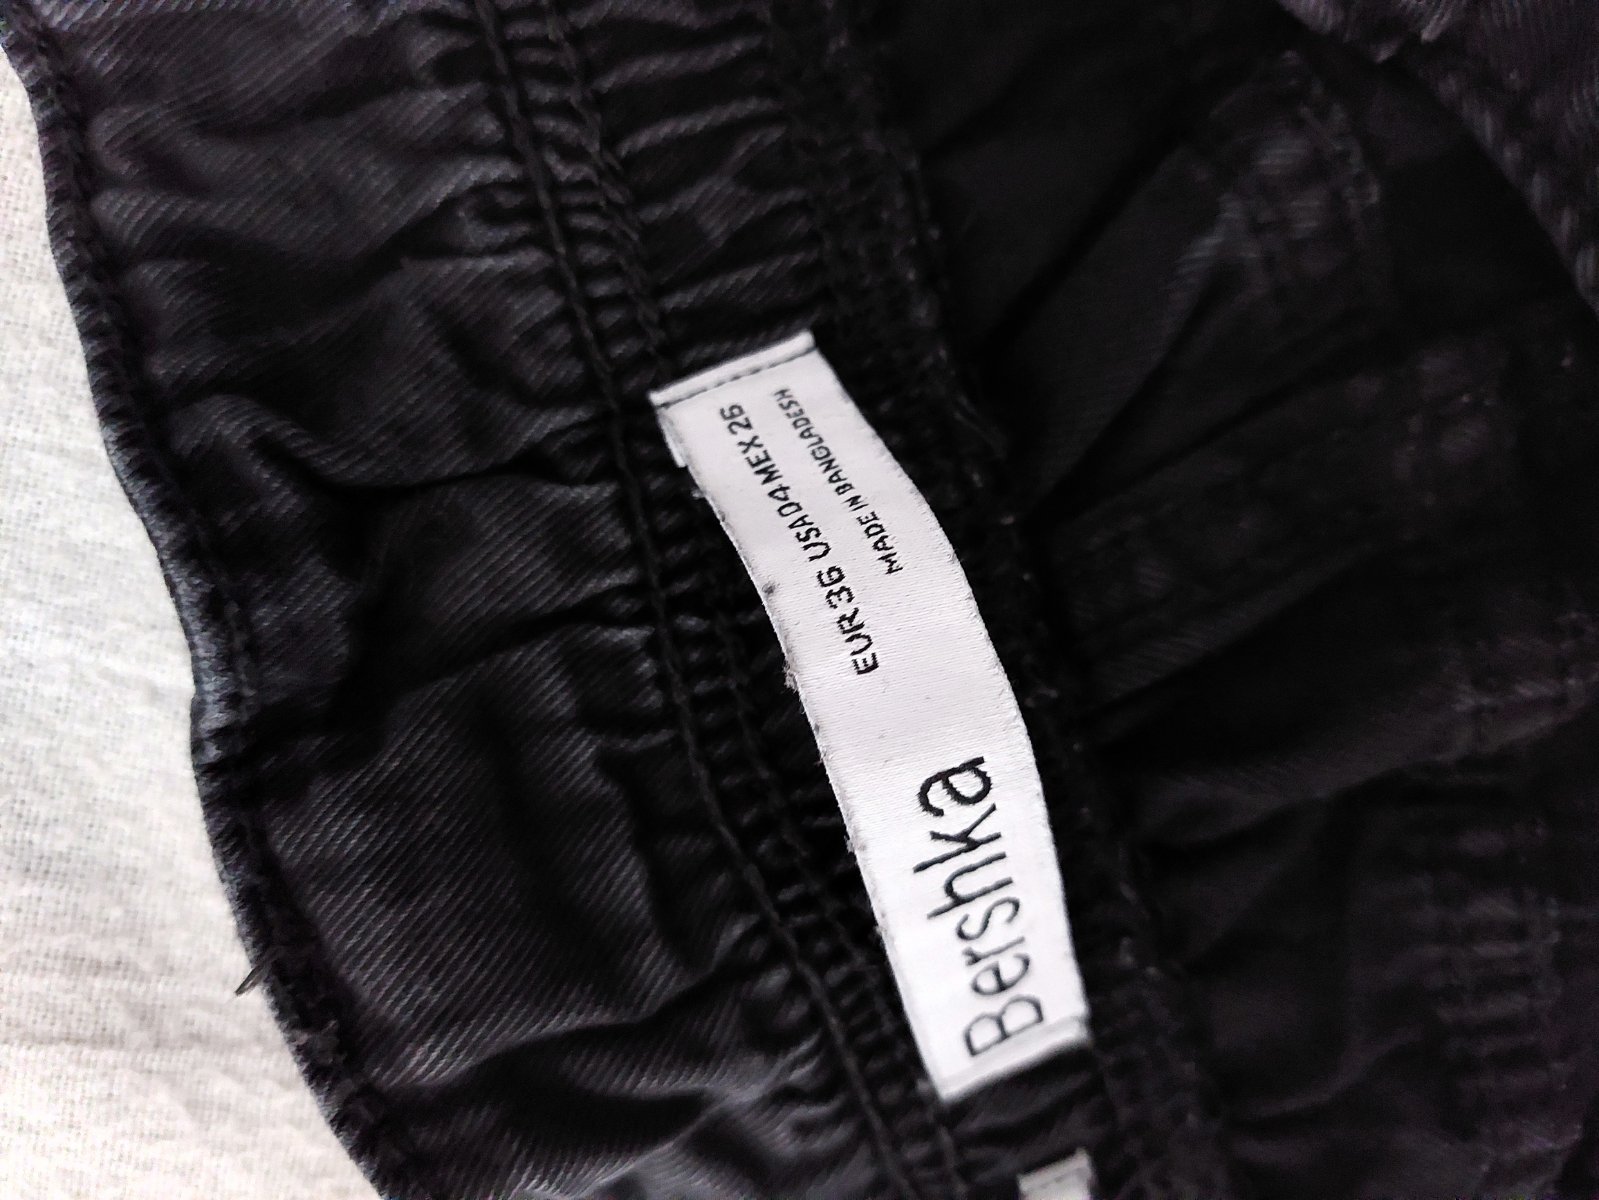 Bershka
EUR 36 USA 04 MEX 26
MADE IN BANGLADESH